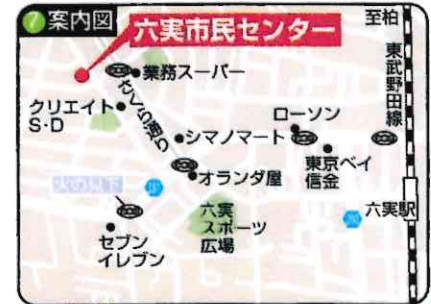 7 案内図
六実市民センター
至柏
東武野田線
業務スーパー
さくら通り
クリエイト
S・D
ローソン
シマノマート
東京ベイ
信金
オランダ屋
六実駅
六実
スポーツ
広場
セブン
イレブン